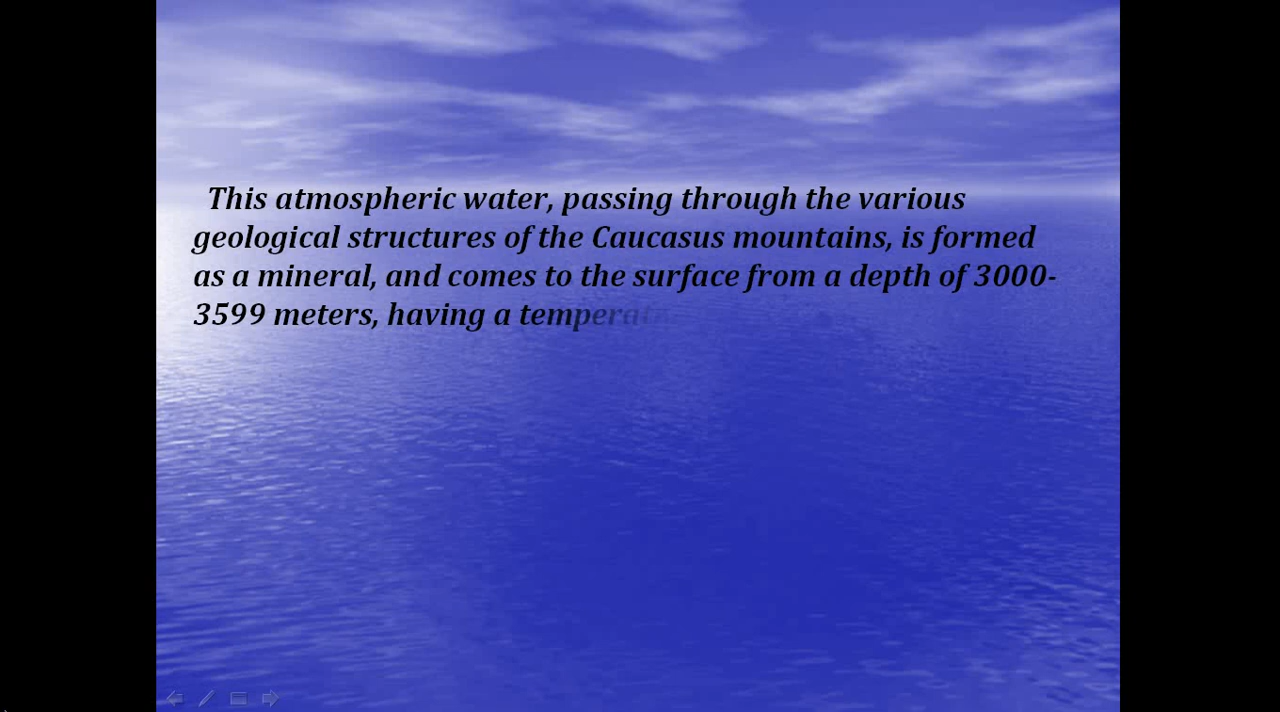 This atmospheric water, passing through the various
geological structures of the Caucasus mountains, is formed
as a mineral, and comes to the surface from a depth of 3000-
3599 meters, having a